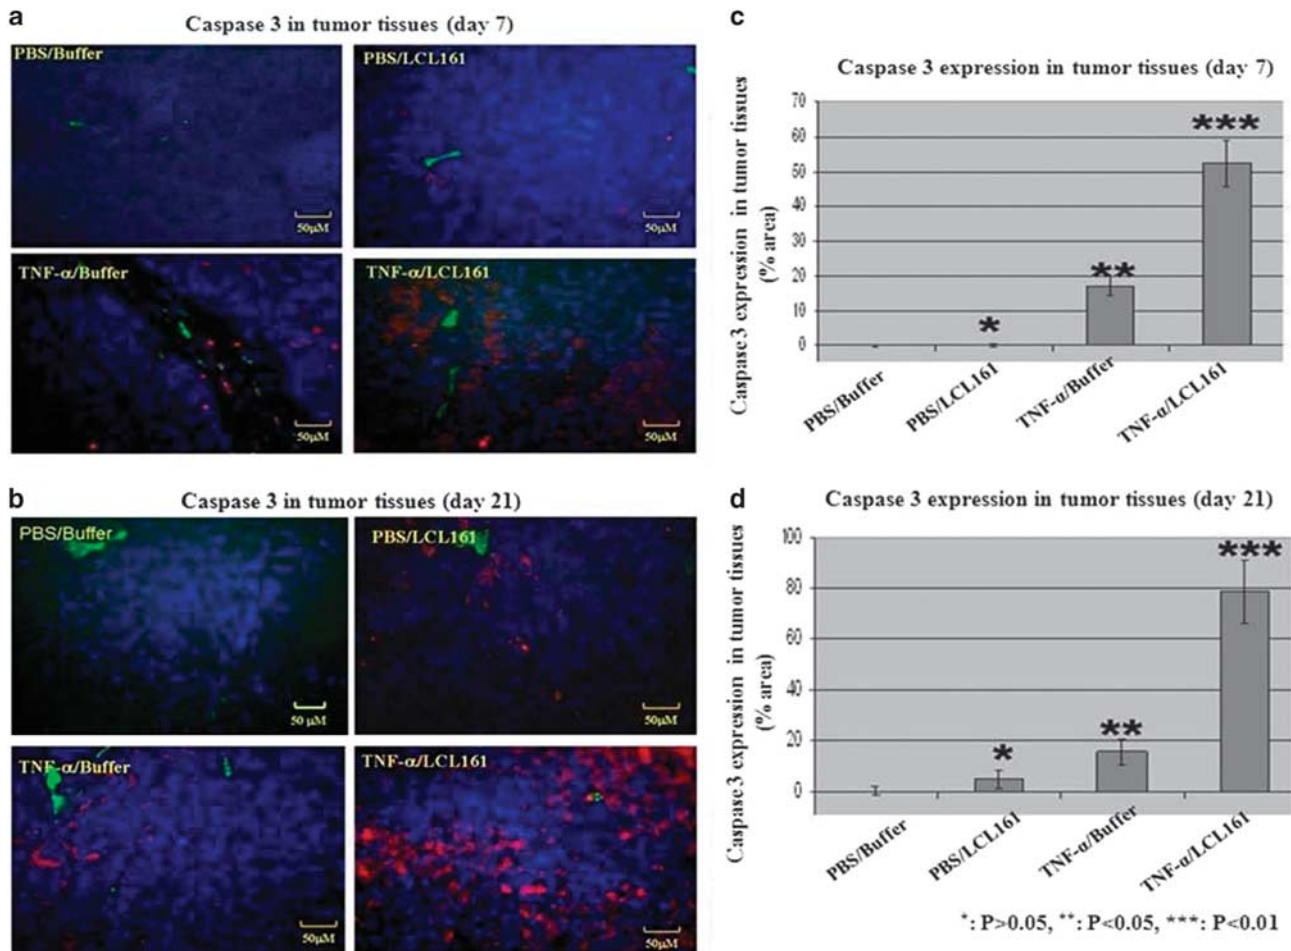 a
Caspase 3 in tumor tissues (day 7)
PBS/Buffer
50μM
PBS/LCL161
50μM
TNF-α/Buffer
50μM
TNF-α/LCL161
50μM
b
Caspase 3 in tumor tissues (day 21)
PBS/Buffer
50 μM
PBS/LCL161
50μM
TNF-α/Buffer
50μM
TNF-α/LCL161
50μM
c
Caspase 3 expression in tumor tissues (day 7)
Caspase 3 expression in tumor tissues
(% area)
70
60
50
40
30
20
10
0
*
**
***
PBS/Buffer
PBS/LCL161
TNF-α/Buffer
TNF-α/LCL161
d
Caspase 3 expression in tumor tissues (day 21)
Caspase 3 expression in tumor tissues
(% area)
100
80
60
40
20
0
*
**
***
PBS/Buffer
PBS/LCL161
TNF-α/Buffer
TNF-α/LCL161
*: P>0.05, **: P<0.05, ***: P<0.01